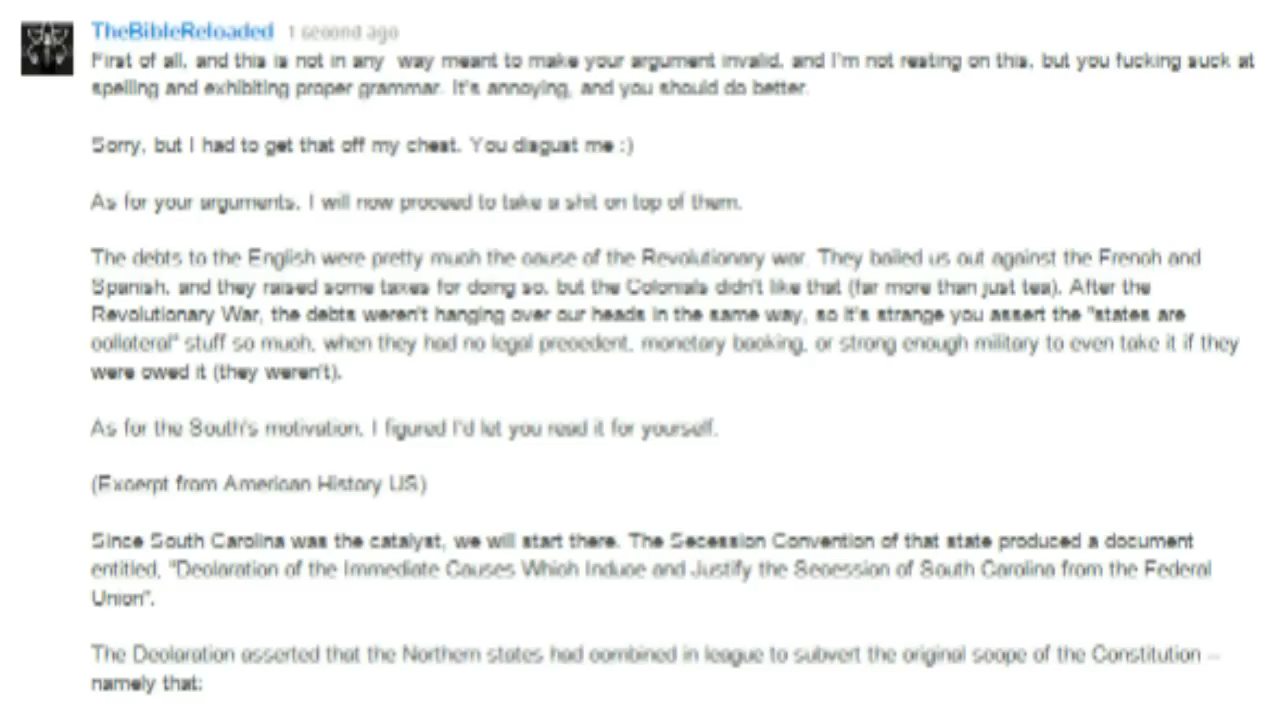 TheBibleReloaded 1 second ago
First of all, and this is not in any way meant to make your argument invalid, and I'm not resting on this, but you fucking suck at
spelling and exhibiting proper grammar. It's annoying, and you should do better.
Sorry, but I had to get that off my chest. You disgust me :)
As for your arguments, I will now proceed to take a shit on top of them.
The debts to the English were pretty much the cause of the Revolutionary war. They bailed us out against the French and
Spanish, and they raised some taxes for doing so, but the Colonials didn't like that (far more than just tea). After the
Revolutionary War, the debts weren't hanging over our heads in the same way, so it's strange you assert the "states are
collateral" stuff so much, when they had no legal precedent, monetary backing, or strong enough military to even take it if they
were owed it (they weren't).
As for the South's motivation, I figured I'd let you read it for yourself.
(Excerpt from American History US)
Since South Carolina was the catalyst, we will start there. The Secession Convention of that state produced a document
entitled, "Declaration of the Immediate Causes Which Induce and Justify the Secession of South Carolina from the Federal
Union".
The Declaration asserted that the Northern states had combined in league to subvert the original scope of the Constitution –
namely that: